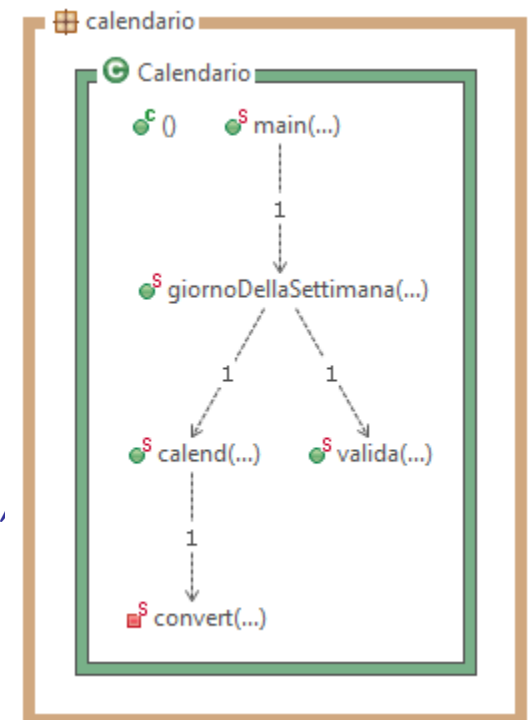 calendario
C Calendario
C () S main(...)
1
S giornoDellaSettimana(...)
1 1
S calend(...) S valida(...)
1
S convert(...)